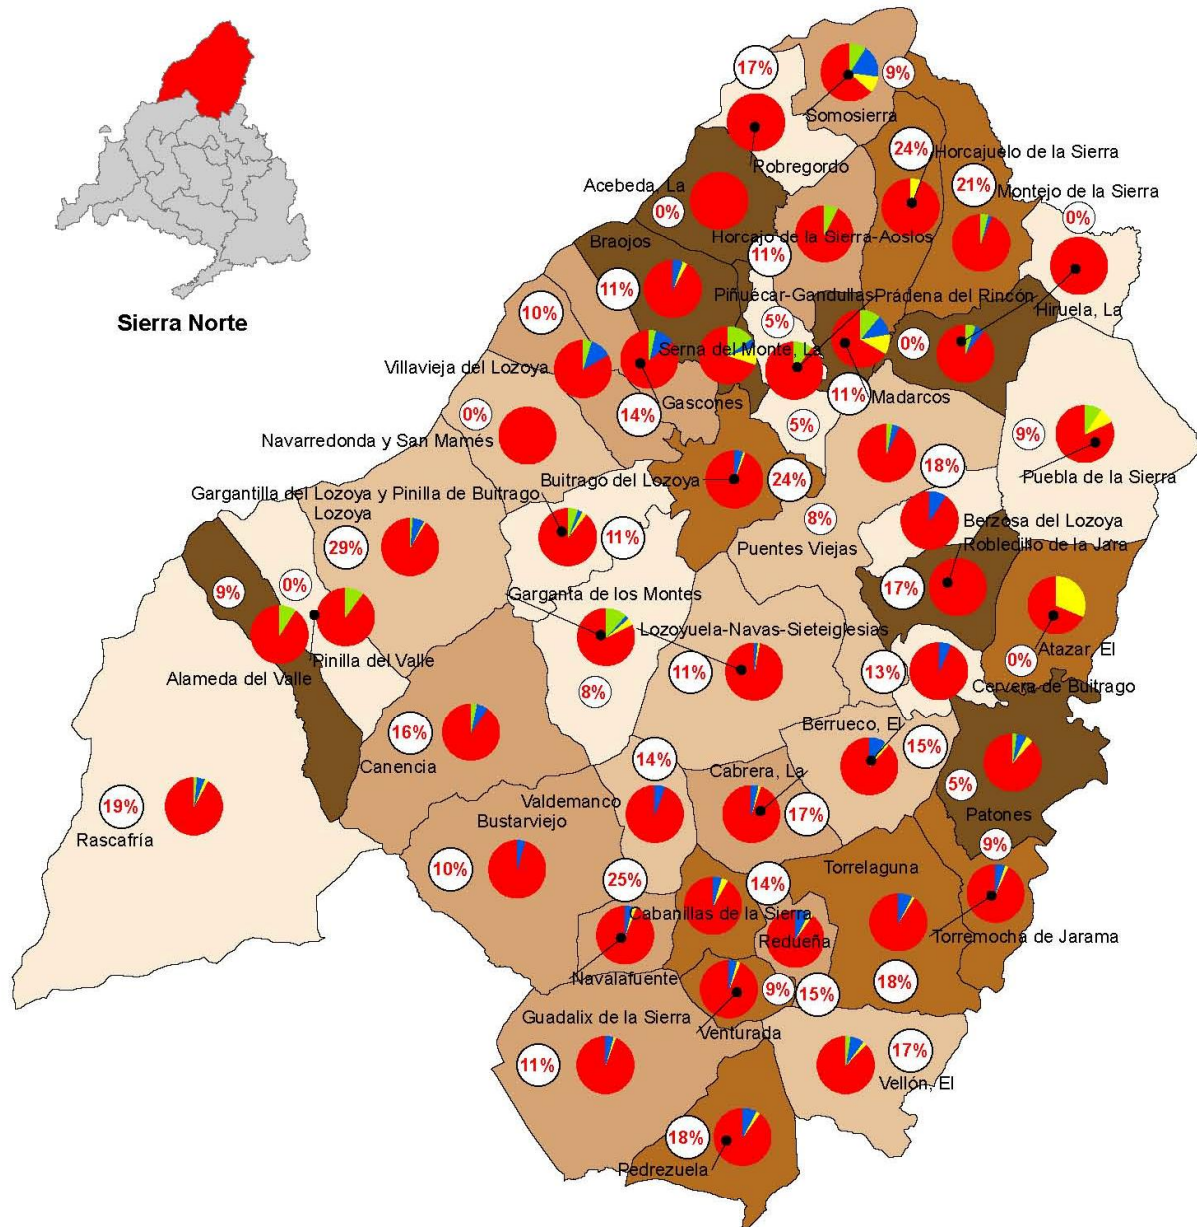 17%
9%
Somosierra
Robregordo
24%
Horcajuelo de la Sierra
21%
Montejo de la Sierra
Acebeda, La
0%
0%
Horcajo de la Sierra-Aoslos
Braojos
11%
11%
Piñuécar-Gandullas
Prádena del Rincón
Hiruela, La
Sierra Norte
10%
5%
Serna del Monte, La
0%
Villavieja del Lozoya
Gascones
11%
Madarcos
14%
0%
5%
9%
Navarredonda y San Mamés
Puebla de la Sierra
Gargantilla del Lozoya y Pinilla de Buitrago
Buitrago del Lozoya
24%
18%
Lozoya
8%
Berzosa del Lozoya
29%
11%
Puentes Viejas
Robledillo de la Jara
9%
0%
17%
Garganta de los Montes
Lozoyuela-Navas-Sieteiglesias
Atazar, El
0%
Pinilla del Valle
Alameda del Valle
11%
13%
Cervera de Buitrago
8%
16%
Berrueco, El
15%
Canencia
14%
Cabrera, La
5%
19%
Valdemanco
17%
Patones
Rascafría
Bustarviejo
9%
10%
25%
14%
Torrelaguna
Cabanillas de la Sierra
Redueña
Torremocha de Jarama
Navalafuente
9%
15%
18%
Guadalix de la Sierra
Venturada
11%
17%
Vellón, El
18%
Pedrezuela